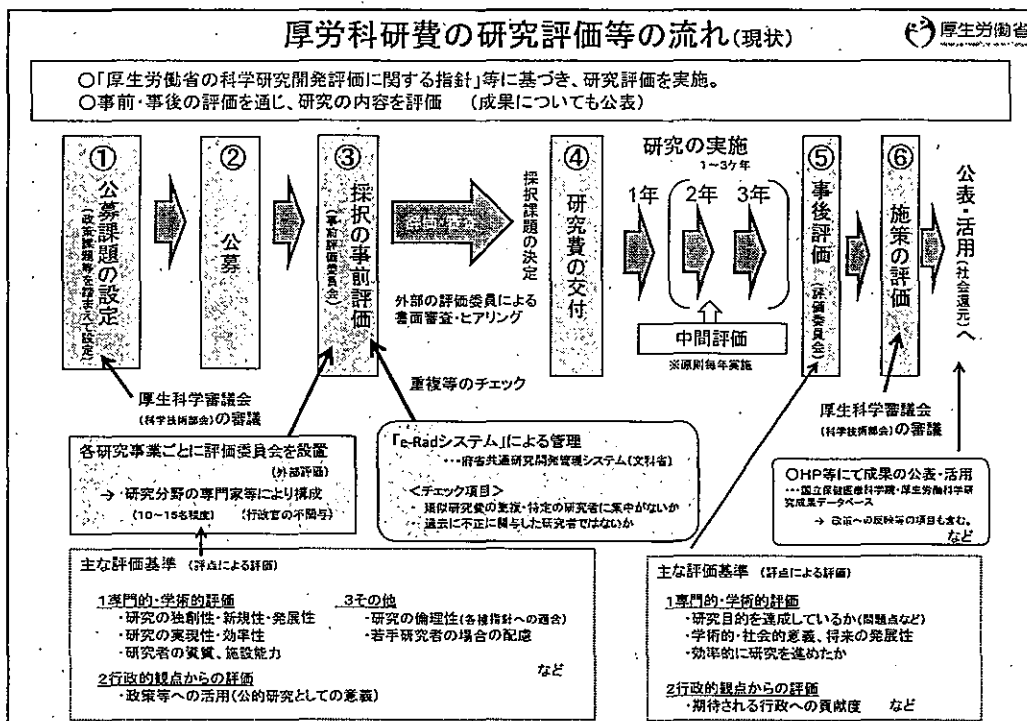 厚労科研費の研究評価等の流れ(現状)
厚生労働省
○「厚生労働省の科学研究開発評価に関する指針」等に基づき、研究評価を実施。
○事前・事後の評価を通じ、研究の内容を評価 (成果についても公表)
① 公募課題の設定
(政策課題等を踏まえて設定)
② 公募
③ 採択の事前評価
(事前評価委員会)
採択課題の決定
外部の評価委員による
書面審査・ヒアリング
④ 研究費の交付
研究の実施
1~3ケ年
1年
2年
3年
中間評価
※原則毎年実施
⑤ 事後評価
(評価委員会)
⑥ 施策の評価
公表・活用(社会還元)へ
厚生科学審議会
(科学技術部会)の審議
重複等のチェック
厚生科学審議会
(科学技術部会)の審議
各研究事業ごとに評価委員会を設置
(外部評価)
→ 研究分野の専門家等により構成
(10~15名程度) (行政官の不関与)
「e-Radシステム」による管理
…府省共通研究開発管理システム(文科省)
<チェック項目>
・ 類似研究費の重複・特定の研究者に集中がないか
・ 過去に不正に関与した研究者ではないか
○HP等にて成果の公表・活用
…国立保健医療科学院・厚生労働科学研
究成果データベース
→ 政策への反映等の項目も含む。
など
主な評価基準 (評点による評価)
1専門的・学術的評価
・研究の独創性・新規性・発展性
・研究の実現性・効率性
・研究者の資質、施設能力
2行政的観点からの評価
・政策等への活用(公的研究としての意義)
3その他
・研究の倫理性(各種指針への適合)
・若手研究者の場合の配慮
など
主な評価基準 (評点による評価)
1専門的・学術的評価
・研究目的を達成しているか(問題点など)
・学術的・社会的意義、将来の発展性
・効率的に研究を進めたか
2行政的観点からの評価
・期待される行政への貢献度 など